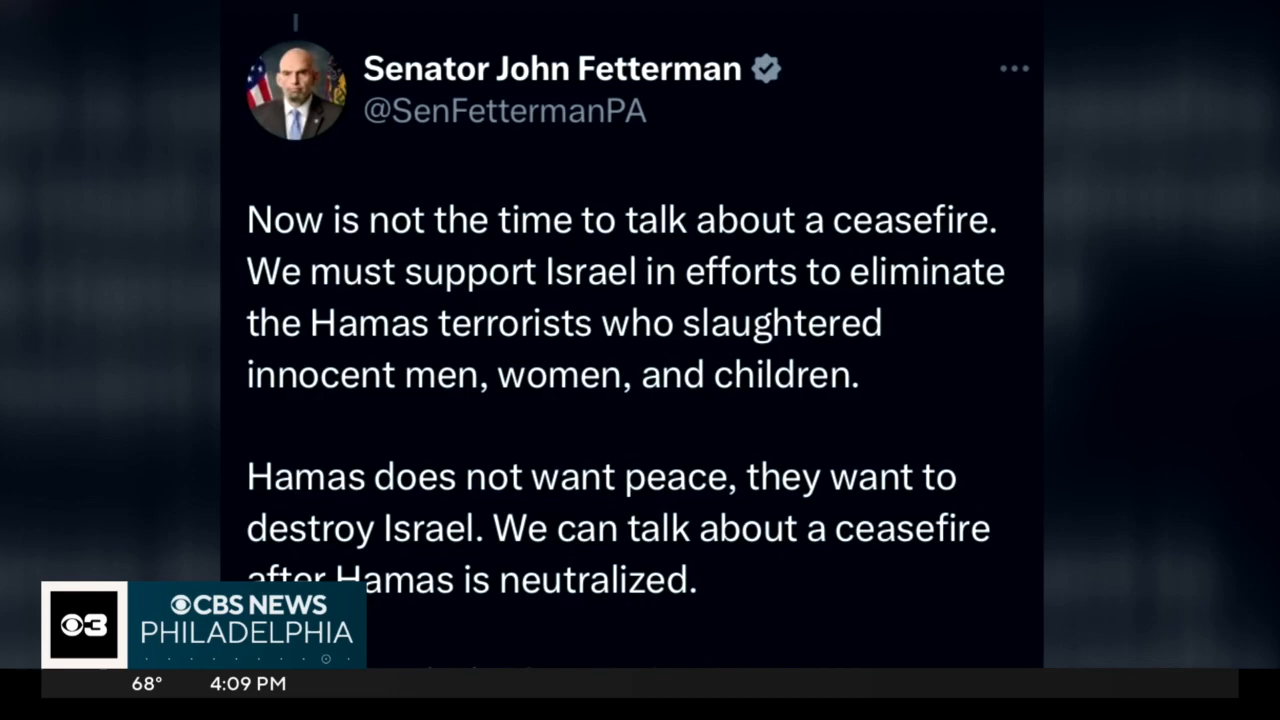 Senator John Fetterman
@SenFettermanPA
Now is not the time to talk about a ceasefire.
We must support Israel in efforts to eliminate
the Hamas terrorists who slaughtered
innocent men, women, and children.
Hamas does not want peace, they want to
destroy Israel. We can talk about a ceasefire
after Hamas is neutralized.
3
CBS NEWS
PHILADELPHIA
68° 4:09 PM